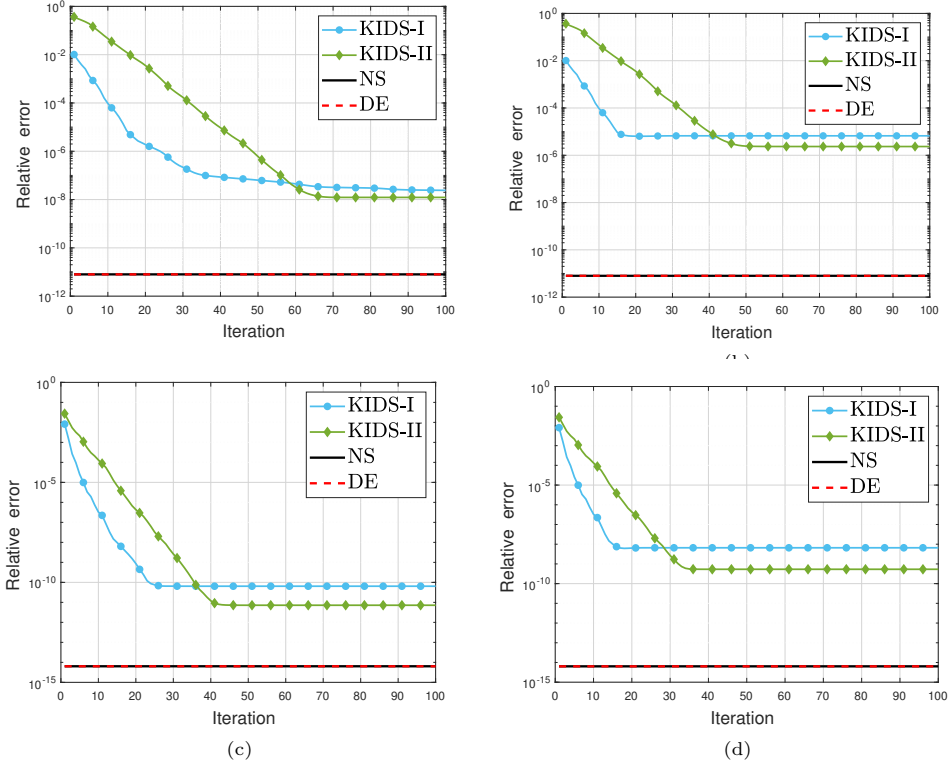 10^0
10^-2
10^-4
10^-6
10^-8
10^-10
10^-12
Relative error
0 10 20 30 40 50 60 70 80 90 100
Iteration
KIDS-I
KIDS-II
NS
DE
10^0
10^-2
10^-4
10^-6
10^-8
10^-10
10^-12
Relative error
0 10 20 30 40 50 60 70 80 90 100
Iteration
KIDS-I
KIDS-II
NS
DE
10^0
10^-5
10^-10
10^-15
Relative error
0 10 20 30 40 50 60 70 80 90 100
Iteration
KIDS-I
KIDS-II
NS
DE
(c)
10^0
10^-5
10^-10
10^-15
Relative error
0 10 20 30 40 50 60 70 80 90 100
Iteration
KIDS-I
KIDS-II
NS
DE
(d)